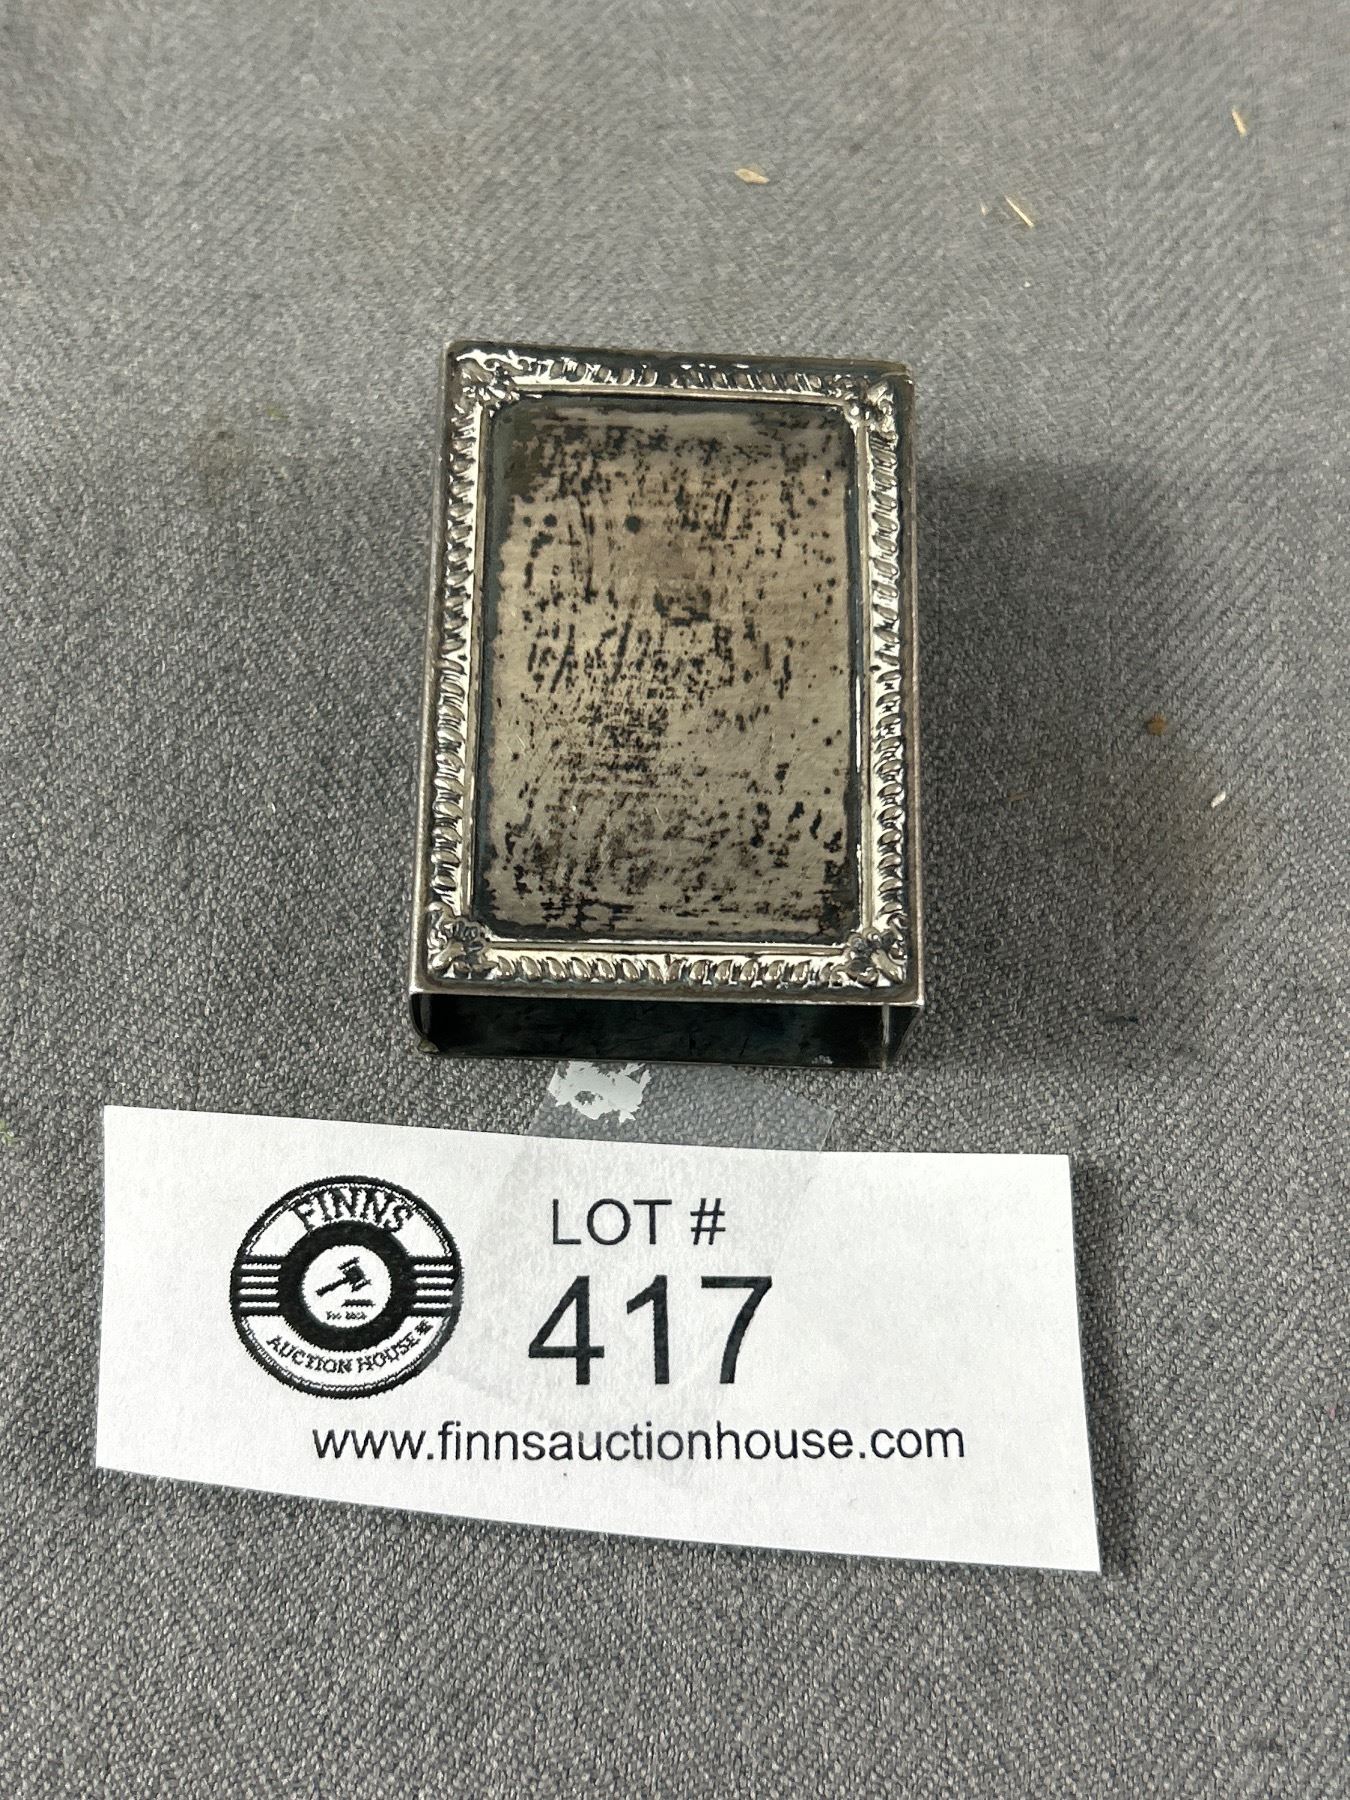 FINNS
AUCTION HOUSE
LOT #
417
www.finnsauctionhouse.com